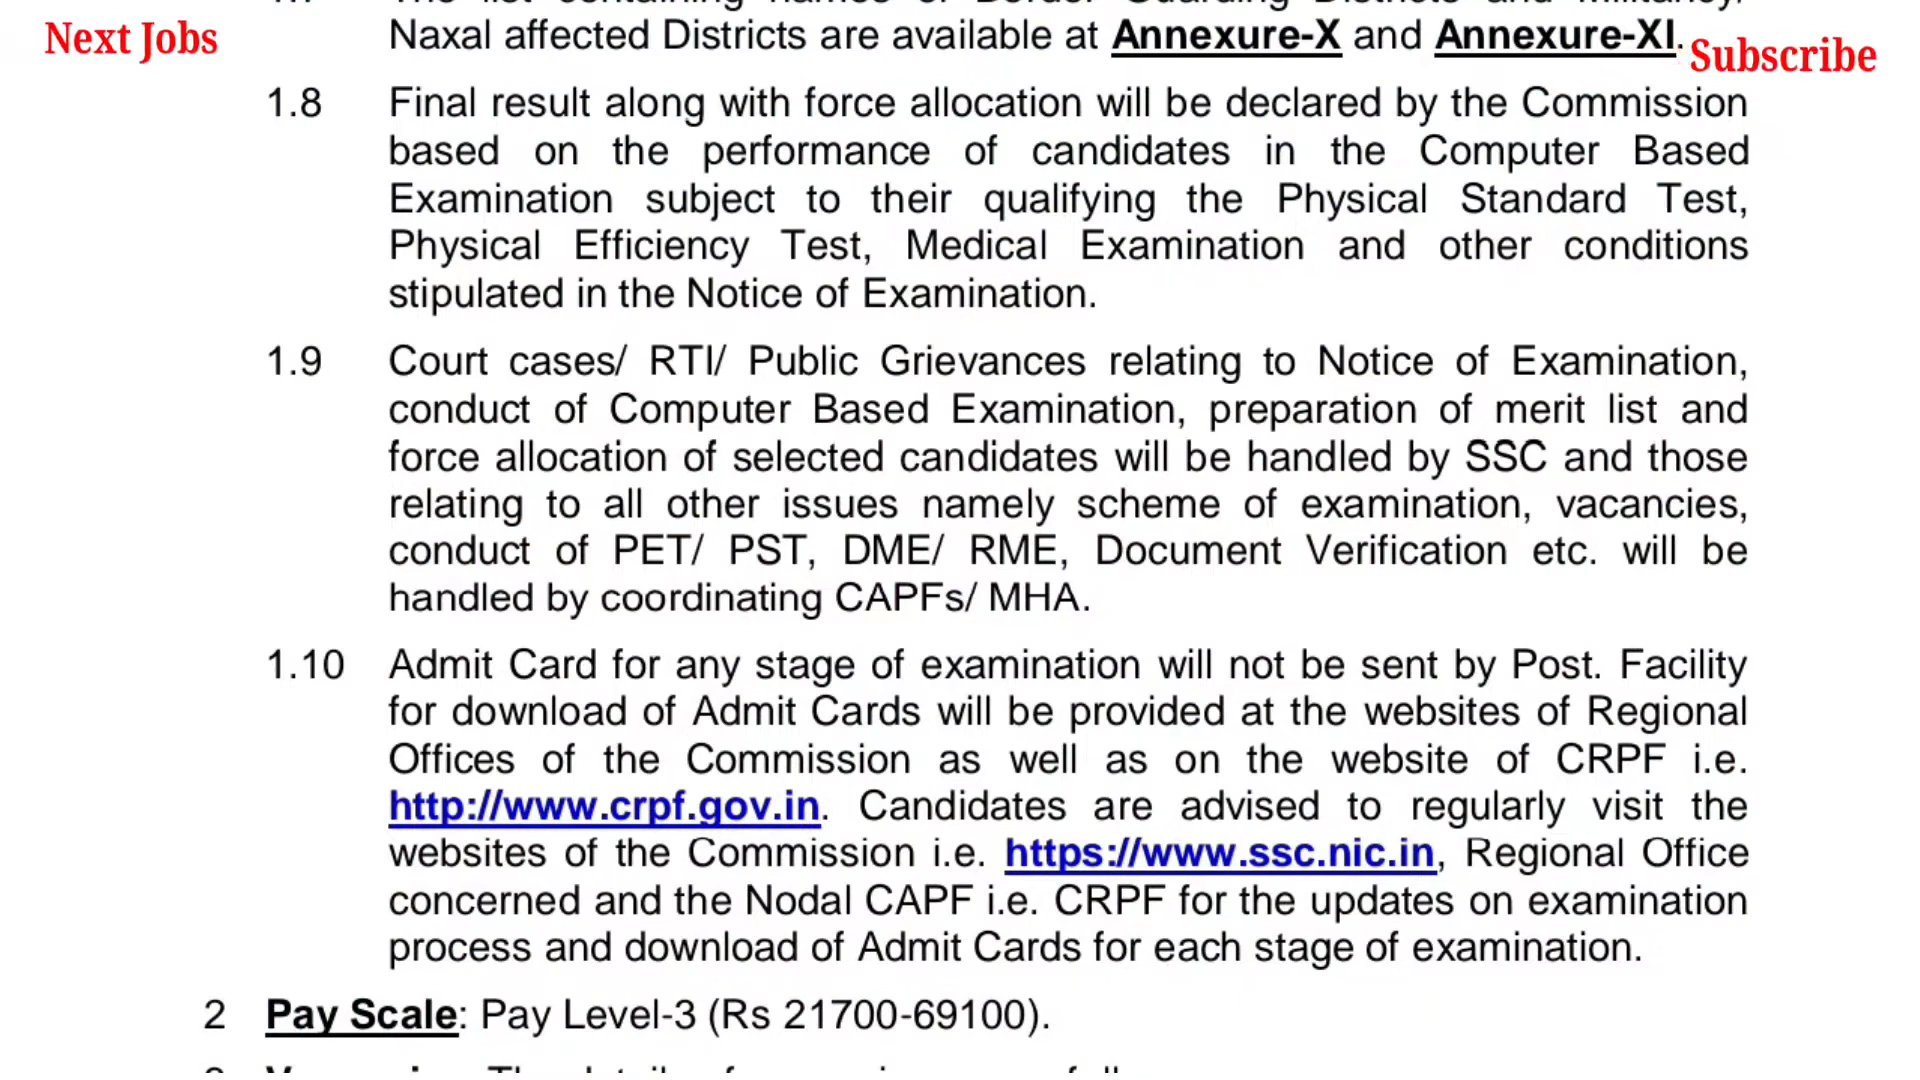 Next Jobs
Subscribe
Naxal affected Districts are available at Annexure-X and Annexure-XI.
1.8 Final result along with force allocation will be declared by the Commission
based on the performance of candidates in the Computer Based
Examination subject to their qualifying the Physical Standard Test,
Physical Efficiency Test, Medical Examination and other conditions
stipulated in the Notice of Examination.
1.9 Court cases/ RTI/ Public Grievances relating to Notice of Examination,
conduct of Computer Based Examination, preparation of merit list and
force allocation of selected candidates will be handled by SSC and those
relating to all other issues namely scheme of examination, vacancies,
conduct of PET/ PST, DME/ RME, Document Verification etc. will be
handled by coordinating CAPFs/ MHA.
1.10 Admit Card for any stage of examination will not be sent by Post. Facility
for download of Admit Cards will be provided at the websites of Regional
Offices of the Commission as well as on the website of CRPF i.e.
http://www.crpf.gov.in. Candidates are advised to regularly visit the
websites of the Commission i.e. https://www.ssc.nic.in, Regional Office
concerned and the Nodal CAPF i.e. CRPF for the updates on examination
process and download of Admit Cards for each stage of examination.
2 Pay Scale: Pay Level-3 (Rs 21700-69100).